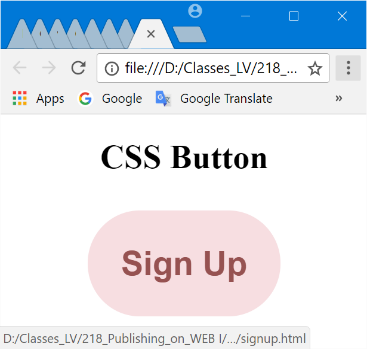 file:///D:/Classes_LV/218_...
Apps Google Google Translate »
CSS Button
Sign Up
D:/Classes_LV/218_Publishing_on_WEB I/.../signup.html